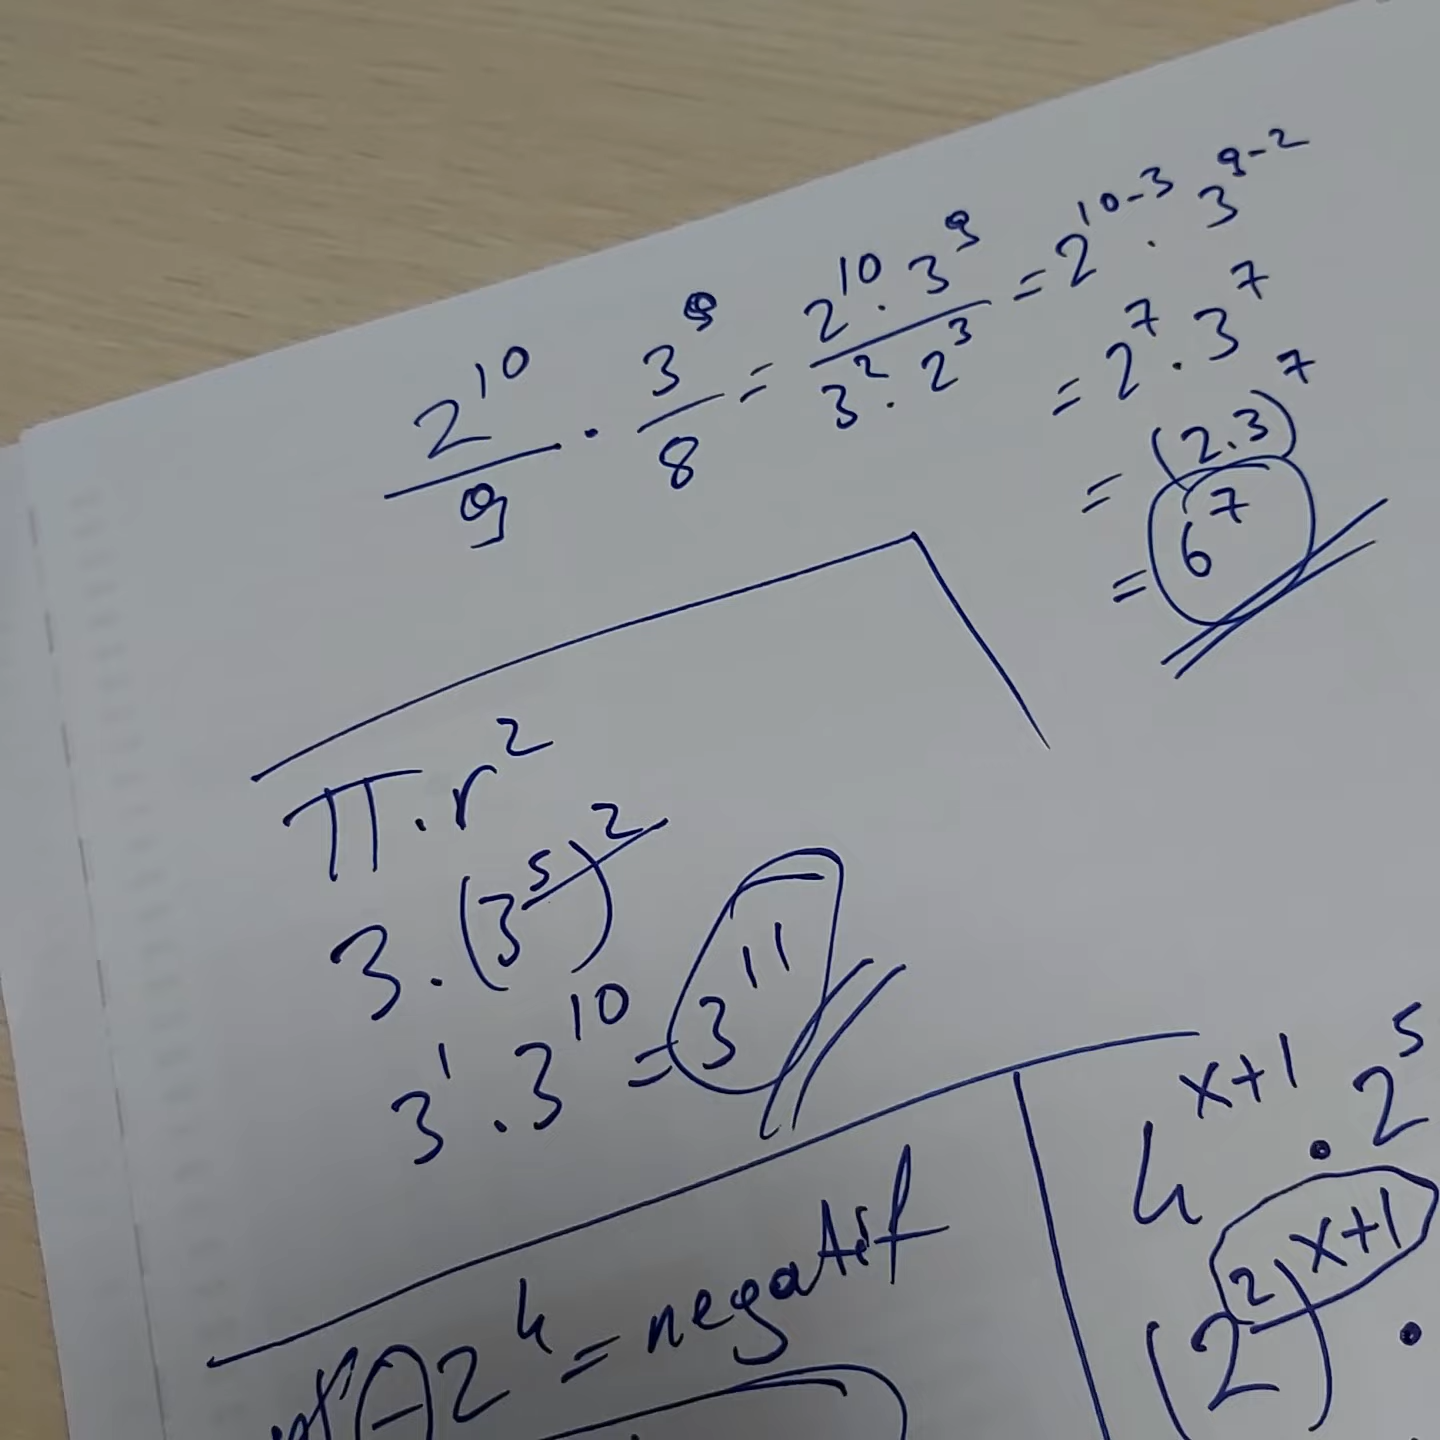 2^10/9 · 3^9/8 = 2^10 · 3^9 / 3^2 · 2^3 = 2^10-3 · 3^9-2
= 2^7 · 3^7
= (2.3)^7
= 6^7
π · r^2
3 · (3^5)^2
3^1 · 3^10 = 3^11
-2^4 = negatif
4^x+1 · 2^5
(2^2)^x+1 ·